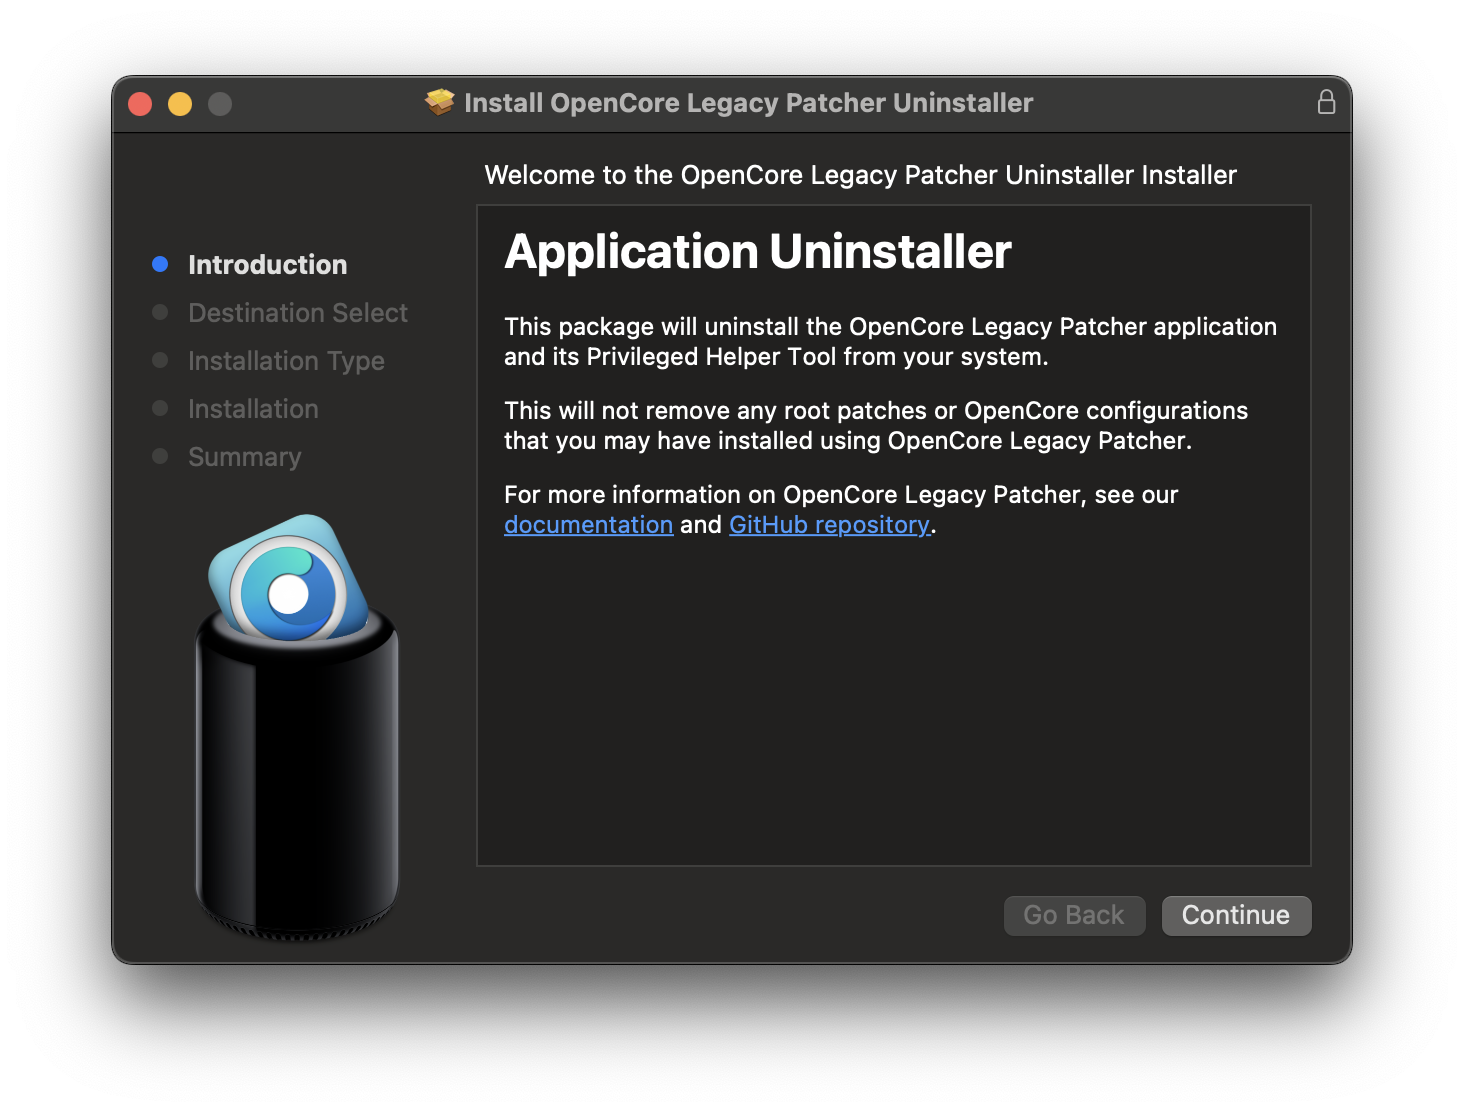 Install OpenCore Legacy Patcher Uninstaller
Welcome to the OpenCore Legacy Patcher Uninstaller Installer
Introduction
Destination Select
Installation Type
Installation
Summary
Application Uninstaller
This package will uninstall the OpenCore Legacy Patcher application
and its Privileged Helper Tool from your system.
This will not remove any root patches or OpenCore configurations
that you may have installed using OpenCore Legacy Patcher.
For more information on OpenCore Legacy Patcher, see our
documentation and GitHub repository.
Go Back
Continue